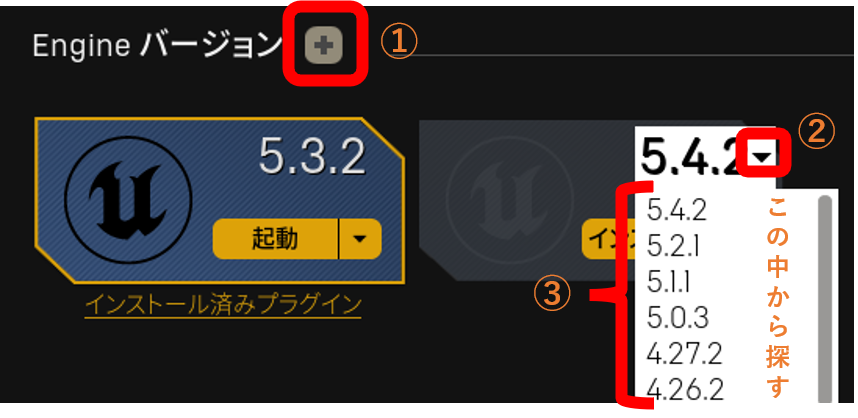 Engine バージョン
①
5.3.2
起動
インストール済みプラグイン
5.4.2
②
イン
③
5.4.2
5.2.1
5.1.1
5.0.3
4.27.2
4.26.2
この中から探す